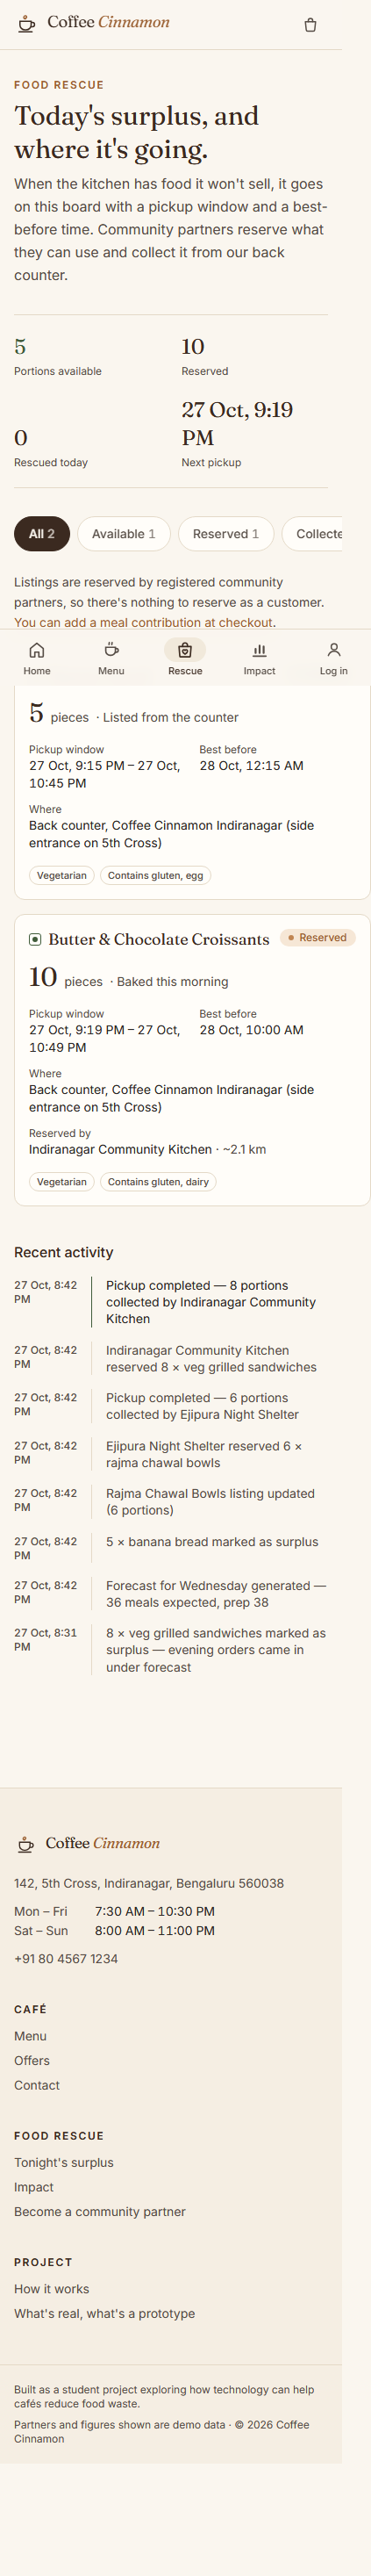 Coffee Cinnamon
FOOD RESCUE
Today's surplus, and
where it's going.
When the kitchen has food it won't sell, it goes
on this board with a pickup window and a best-
before time. Community partners reserve what
they can use and collect it from our back
counter.
5
Portions available
10
Reserved
0
Rescued today
27 Oct, 9:19
PM
Next pickup
All 2
Available 1
Reserved 1
Collecte
Listings are reserved by registered community
partners, so there's nothing to reserve as a customer.
You can add a meal contribution at checkout.
Home
Menu
Rescue
Impact
Log in
5 pieces · Listed from the counter
Pickup window
27 Oct, 9:15 PM – 27 Oct,
10:45 PM
Best before
28 Oct, 12:15 AM
Where
Back counter, Coffee Cinnamon Indiranagar (side
entrance on 5th Cross)
Vegetarian
Contains gluten, egg
Butter & Chocolate Croissants
Reserved
10 pieces · Baked this morning
Pickup window
27 Oct, 9:19 PM – 27 Oct,
10:49 PM
Best before
28 Oct, 10:00 AM
Where
Back counter, Coffee Cinnamon Indiranagar (side
entrance on 5th Cross)
Reserved by
Indiranagar Community Kitchen · ~2.1 km
Vegetarian
Contains gluten, dairy
Recent activity
27 Oct, 8:42
PM
Pickup completed — 8 portions
collected by Indiranagar Community
Kitchen
27 Oct, 8:42
PM
Indiranagar Community Kitchen
reserved 8 × veg grilled sandwiches
27 Oct, 8:42
PM
Pickup completed — 6 portions
collected by Ejipura Night Shelter
27 Oct, 8:42
PM
Ejipura Night Shelter reserved 6 ×
rajma chawal bowls
27 Oct, 8:42
PM
Rajma Chawal Bowls listing updated
(6 portions)
27 Oct, 8:42
PM
5 × banana bread marked as surplus
27 Oct, 8:42
PM
Forecast for Wednesday generated —
36 meals expected, prep 38
27 Oct, 8:31
PM
8 × veg grilled sandwiches marked as
surplus — evening orders came in
under forecast
Coffee Cinnamon
142, 5th Cross, Indiranagar, Bengaluru 560038
Mon – Fri 7:30 AM – 10:30 PM
Sat – Sun 8:00 AM – 11:00 PM
+91 80 4567 1234
CAFÉ
Menu
Offers
Contact
FOOD RESCUE
Tonight's surplus
Impact
Become a community partner
PROJECT
How it works
What's real, what's a prototype
Built as a student project exploring how technology can help
cafés reduce food waste.
Partners and figures shown are demo data · © 2026 Coffee
Cinnamon